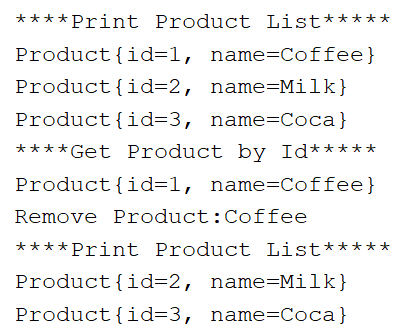 ****Print Product List*****
Product{id=1, name=Coffee}
Product{id=2, name=Milk}
Product{id=3, name=Coca}
****Get Product by Id*****
Product{id=1, name=Coffee}
Remove Product:Coffee
****Print Product List*****
Product{id=2, name=Milk}
Product{id=3, name=Coca}